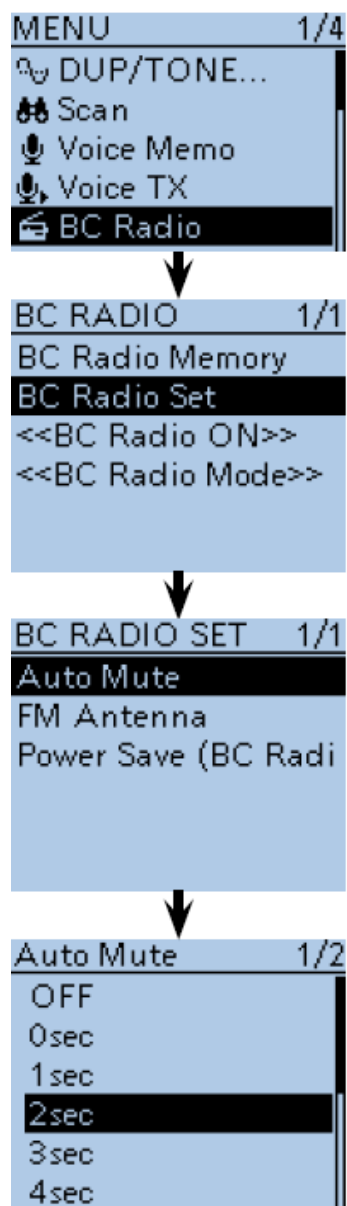 MENU 1/4
DUP/TONE...
Scan
Voice Memo
Voice TX
BC Radio
BC RADIO 1/1
BC Radio Memory
BC Radio Set
<<BC Radio ON>>
<<BC Radio Mode>>
BC RADIO SET 1/1
Auto Mute
FM Antenna
Power Save (BC Radi
Auto Mute 1/2
OFF
0sec
1sec
2sec
3sec
4sec